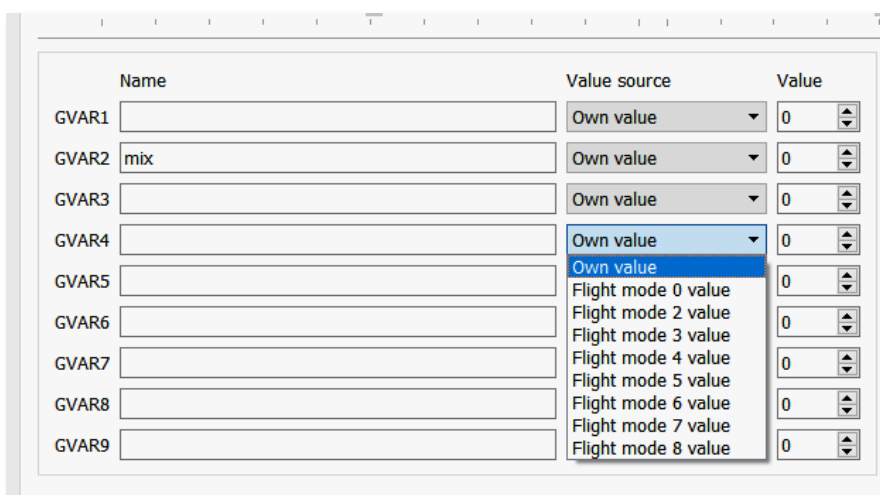 Name Value source Value
GVAR1 Own value 0
GVAR2 mix Own value 0
GVAR3 Own value 0
GVAR4 Own value 0
Own value
GVAR5 0
Flight mode 0 value
Flight mode 2 value
GVAR6 0
Flight mode 3 value
Flight mode 4 value
GVAR7 0
Flight mode 5 value
Flight mode 6 value
GVAR8 0
Flight mode 7 value
Flight mode 8 value
GVAR9 0